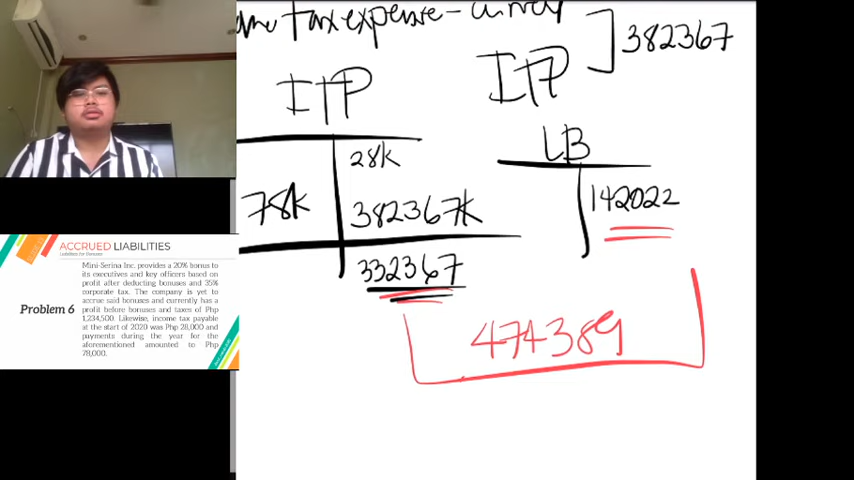 tax expense - current
ITP
ITP
382367
LB
28k
78k
382367k
142022
332367
474389
ACCRUED LIABILITIES
Liabilities for Bonuses
Mini-Serina Inc. provides a 20% bonus to
its executives and key officers based on
profit after deducting bonuses and 35%
corporate tax. The company is yet to
accrue said bonuses and currently has a
Problem 6
profit before bonuses and taxes of Php
1,234,500. Likewise, income tax payable
at the start of 2020 was Php 28,000 and
payments during the year for the
aforementioned amounted to Php
78,000.